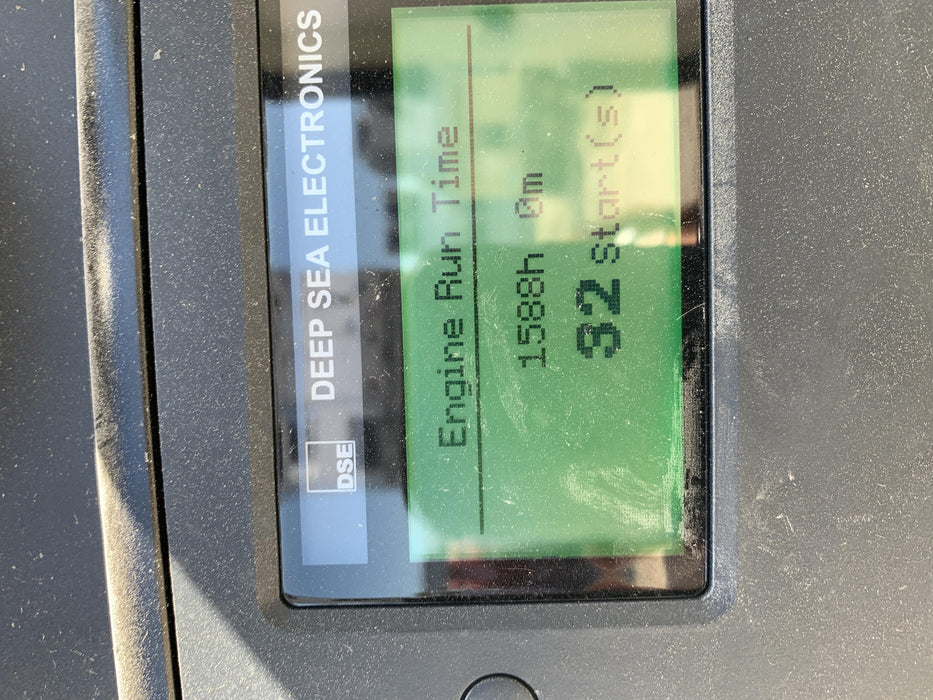 DSE DEEP SEA ELECTRONICS
Engine Run Time
1588h 0m
32 start(s)